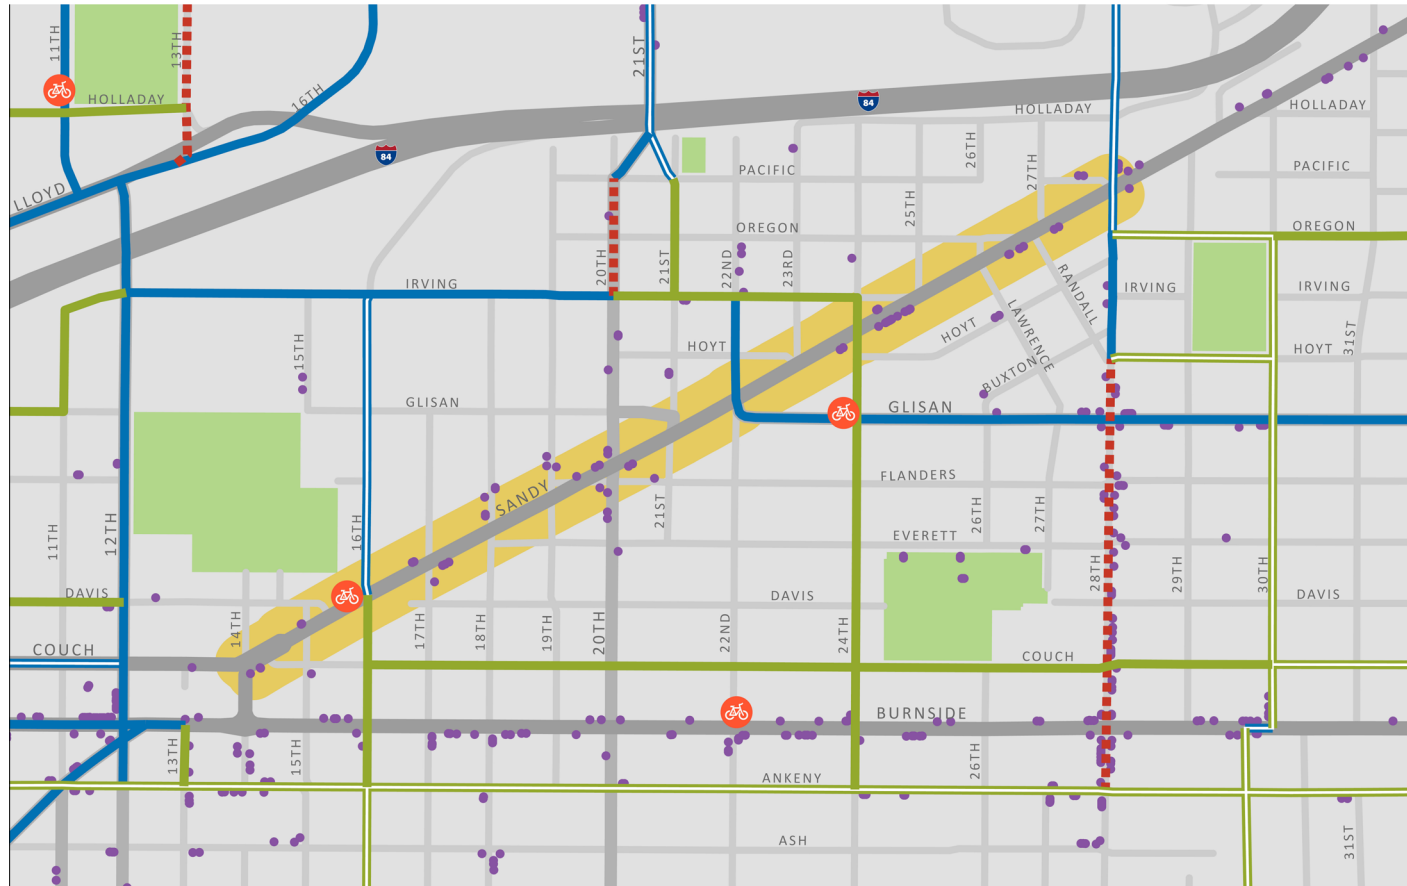 11TH
13TH
21ST
HOLLADAY
16TH
84
HOLLADAY
HOLLADAY
84
26TH
27TH
PACIFIC
PACIFIC
LLOYD
25TH
OREGON
OREGON
20TH
21ST
22ND
23RD
IRVING
RANDALL
IRVING
IRVING
LAWRENCE
15TH
HOYT
HOYT
HOYT
31ST
BUXTON
GLISAN
GLISAN
FLANDERS
SANDY
11TH
12TH
16TH
21ST
26TH
27TH
EVERETT
28TH
29TH
30TH
DAVIS
DAVIS
DAVIS
14TH
17TH
18TH
19TH
20TH
22ND
24TH
COUCH
COUCH
BURNSIDE
13TH
15TH
26TH
ANKENY
ASH
31ST